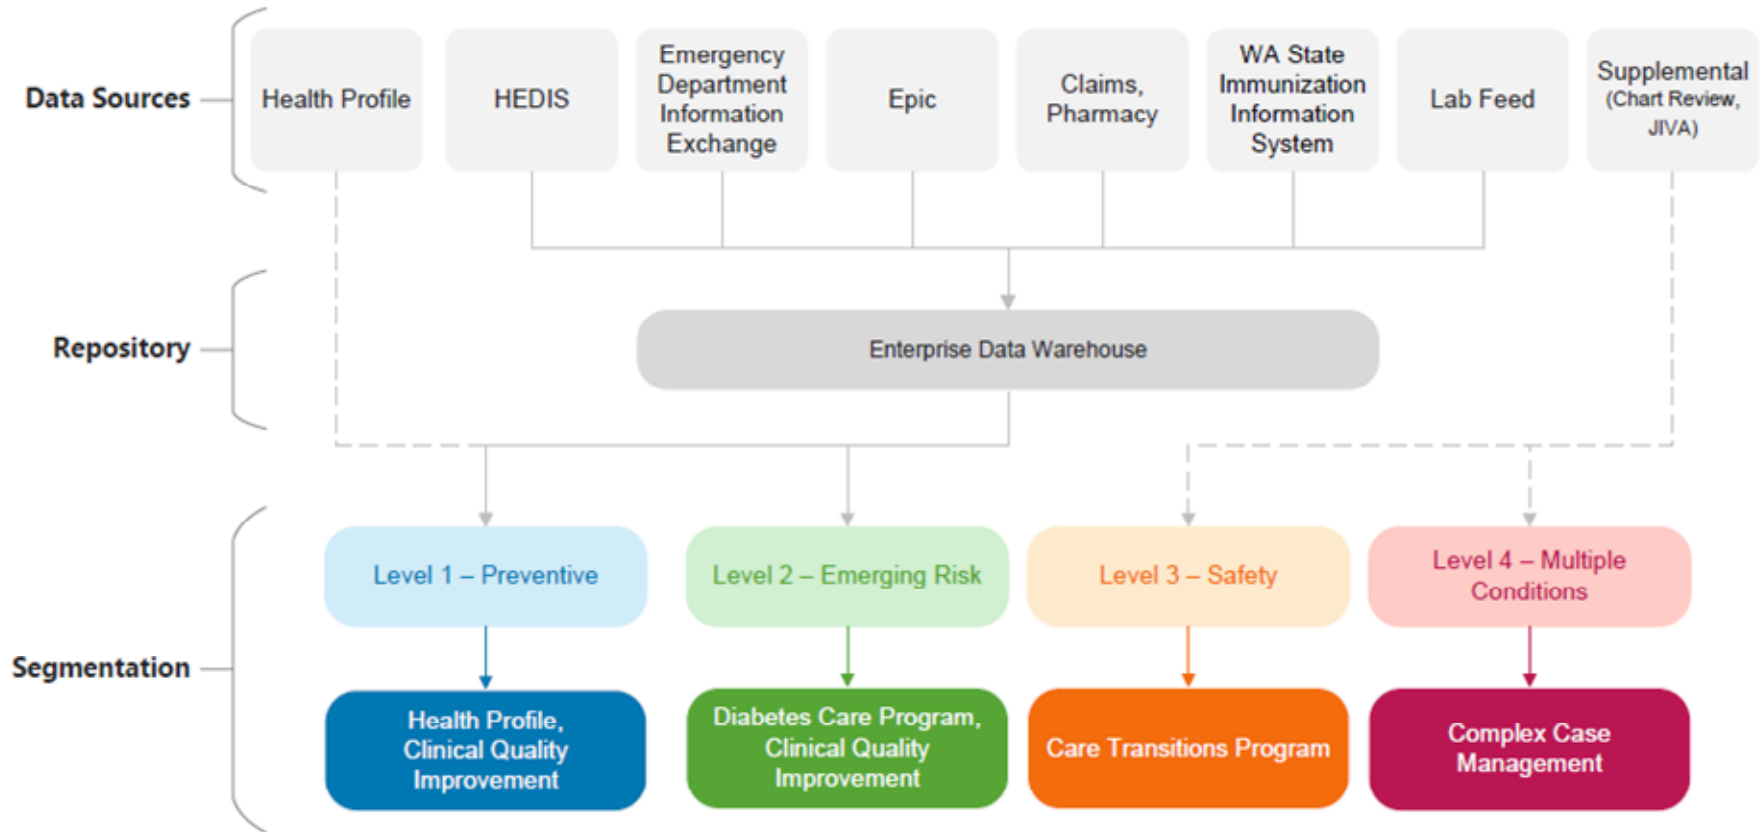 Data Sources
Health Profile
HEDIS
Emergency
Department
Information
Exchange
Epic
Claims,
Pharmacy
WA State
Immunization
Information
System
Lab Feed
Supplemental
(Chart Review,
JIVA)
Repository
Enterprise Data Warehouse
Segmentation
Level 1 – Preventive
Level 2 – Emerging Risk
Level 3 – Safety
Level 4 – Multiple
Conditions
Health Profile,
Clinical Quality
Improvement
Diabetes Care Program,
Clinical Quality
Improvement
Care Transitions Program
Complex Case
Management